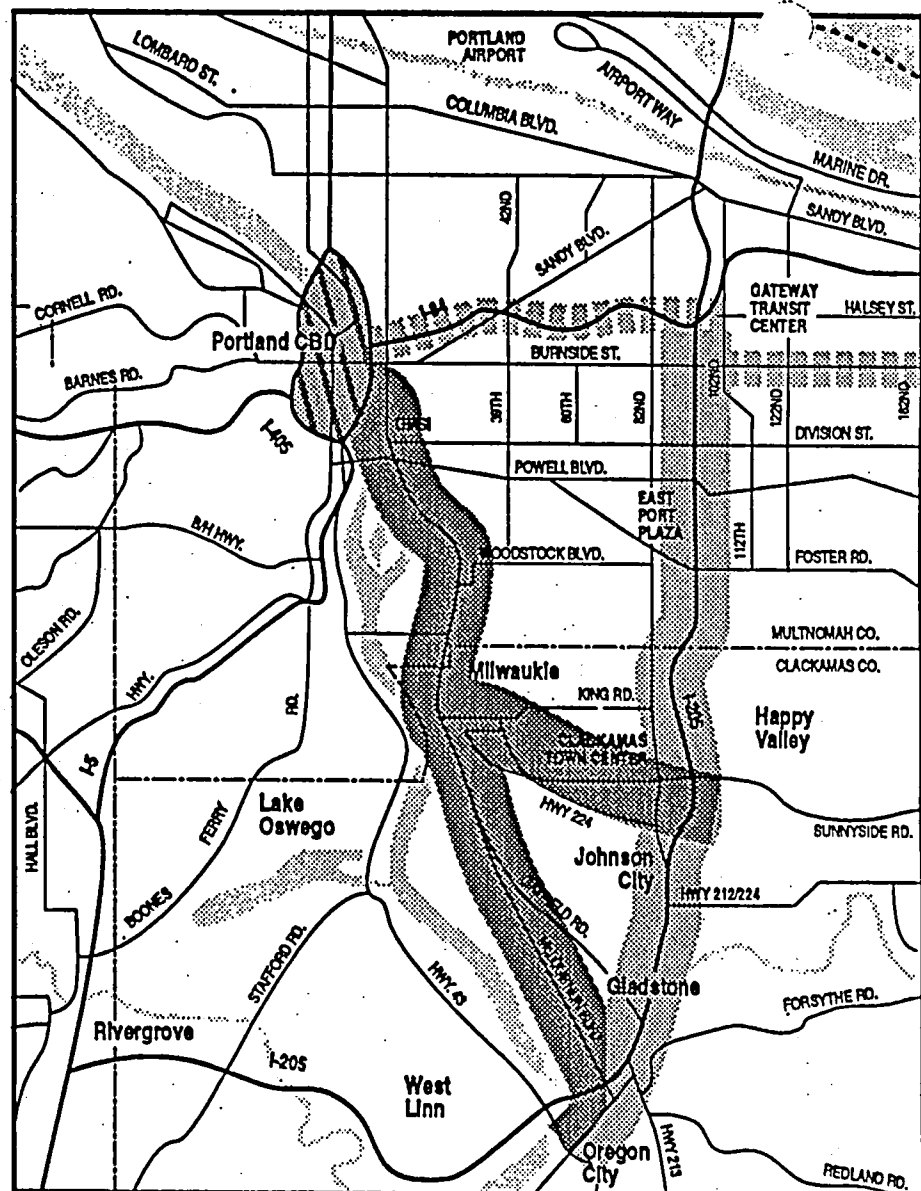 PORTLAND
AIRPORT
LOMBARD ST.
AIRPORT WAY
COLUMBIA BLVD.
MARINE DR.
SANDY BLVD.
42ND
SANDY BLVD.
CORNELL RD.
I-84
GATEWAY
TRANSIT
CENTER
HALSEY ST.
Portland CBD
BURNSIDE ST.
BARNES RD.
102ND
39TH
60TH
82ND
122ND
162ND
I-405
DIVISION ST.
POWELL BLVD.
EAST
PORT
PLAZA
B/H HWY.
112TH
WOODSTOCK BLVD.
FOSTER RD.
OLESON RD.
MULTNOMAH CO.
CLACKAMAS CO.
HWY.
RD.
Milwaukie
KING RD.
I-205
Happy
Valley
CLACKAMAS
TOWN CENTER
I-5
Lake
Oswego
HWY 224
SUNNYSIDE RD.
HALL BLVD.
FERRY
BOONES
Johnson
City
HWY 212/224
STAFFORD RD.
HWY. 43
Gladstone
FORSYTHE RD.
Rivergrove
I-205
West
Linn
HWY 213
Oregon
City
REDLAND RD.